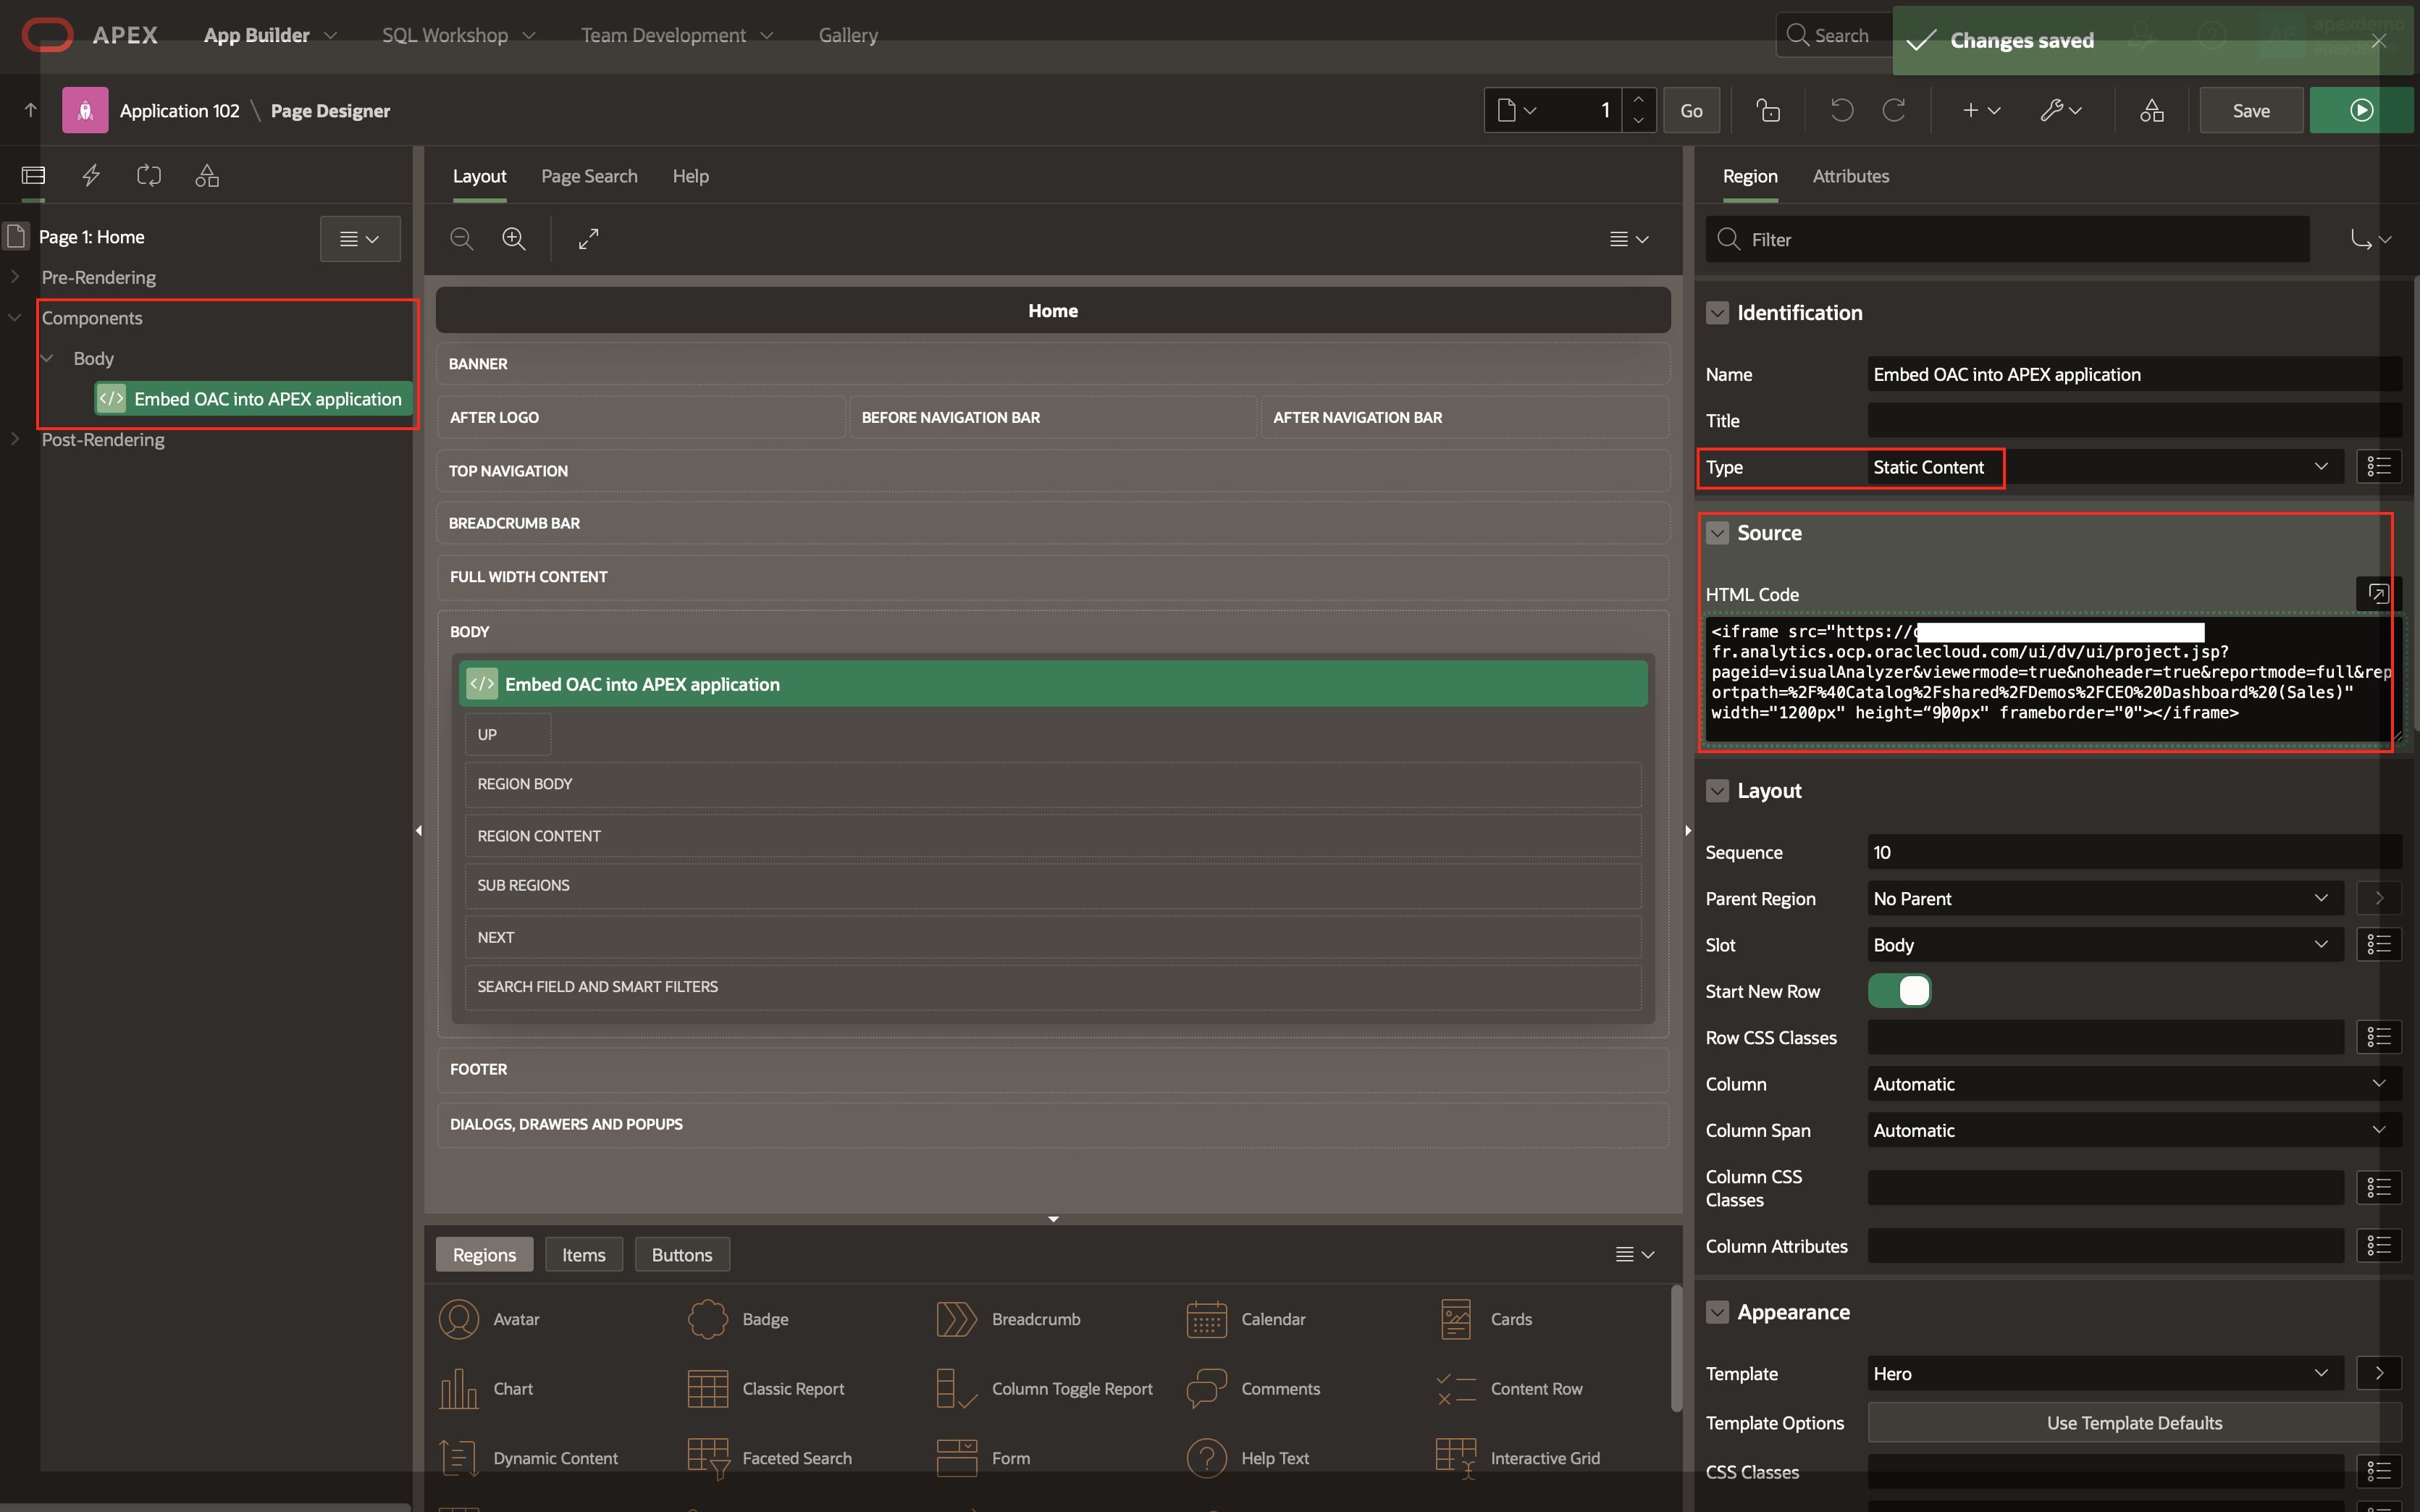 APEX
App Builder
SQL Workshop
Team Development
Gallery
Search
Changes saved
Application 102 \ Page Designer
1
Go
Save
Page 1: Home
Pre-Rendering
Components
Body
</> Embed OAC into APEX application
Post-Rendering
Layout
Page Search
Help
Home
BANNER
AFTER LOGO
BEFORE NAVIGATION BAR
AFTER NAVIGATION BAR
TOP NAVIGATION
BREADCRUMB BAR
FULL WIDTH CONTENT
BODY
</> Embed OAC into APEX application
UP
REGION BODY
REGION CONTENT
SUB REGIONS
NEXT
SEARCH FIELD AND SMART FILTERS
FOOTER
DIALOGS, DRAWERS AND POPUPS
Regions
Items
Buttons
Avatar
Badge
Breadcrumb
Calendar
Cards
Chart
Classic Report
Column Toggle Report
Comments
Content Row
Dynamic Content
Faceted Search
Form
Help Text
Interactive Grid
Region
Attributes
Filter
Identification
Name
Embed OAC into APEX application
Title
Type
Static Content
Source
HTML Code
<iframe src="https://
fr.analytics.ocp.oraclecloud.com/ui/dv/ui/project.jsp?
pageid=visualAnalyzer&viewermode=true&noheader=true&reportmode=full&rep
ortpath=%2F%40Catalog%2Fshared%2FDemos%2FCEO%20Dashboard%20(Sales)"
width="1200px" height=“900px" frameborder="0"></iframe>
Layout
Sequence
10
Parent Region
No Parent
Slot
Body
Start New Row
Row CSS Classes
Column
Automatic
Column Span
Automatic
Column CSS
Classes
Column Attributes
Appearance
Template
Hero
Template Options
Use Template Defaults
CSS Classes